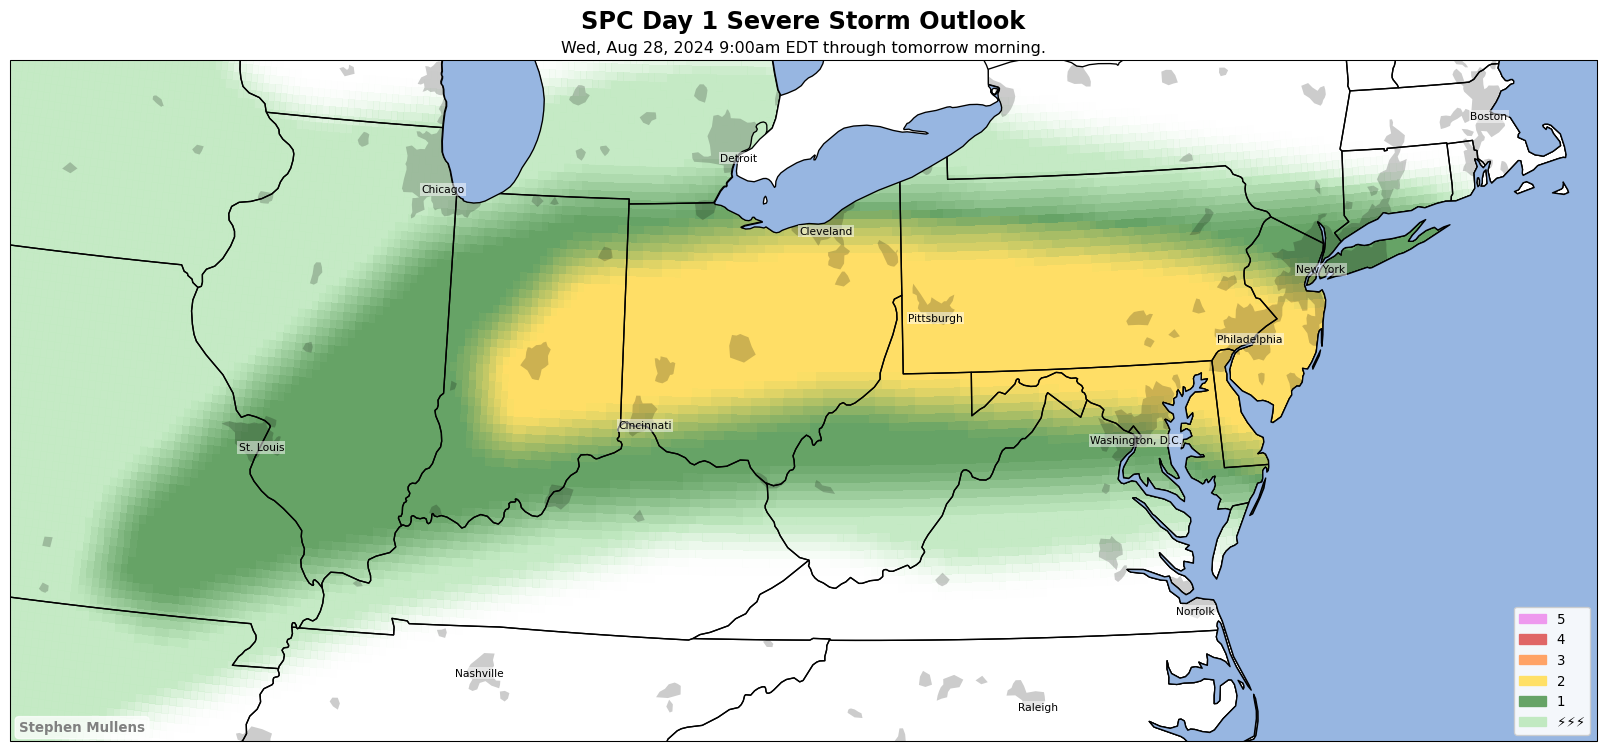 SPC Day 1 Severe Storm Outlook
Wed, Aug 28, 2024 9:00am EDT through tomorrow morning.
Boston
Detroit
Chicago
Cleveland
New York
Pittsburgh
Philadelphia
Cincinnati
Washington, D.C.
St. Louis
Norfolk
Nashville
Raleigh
5
4
3
2
1
⚡⚡⚡
Stephen Mullens